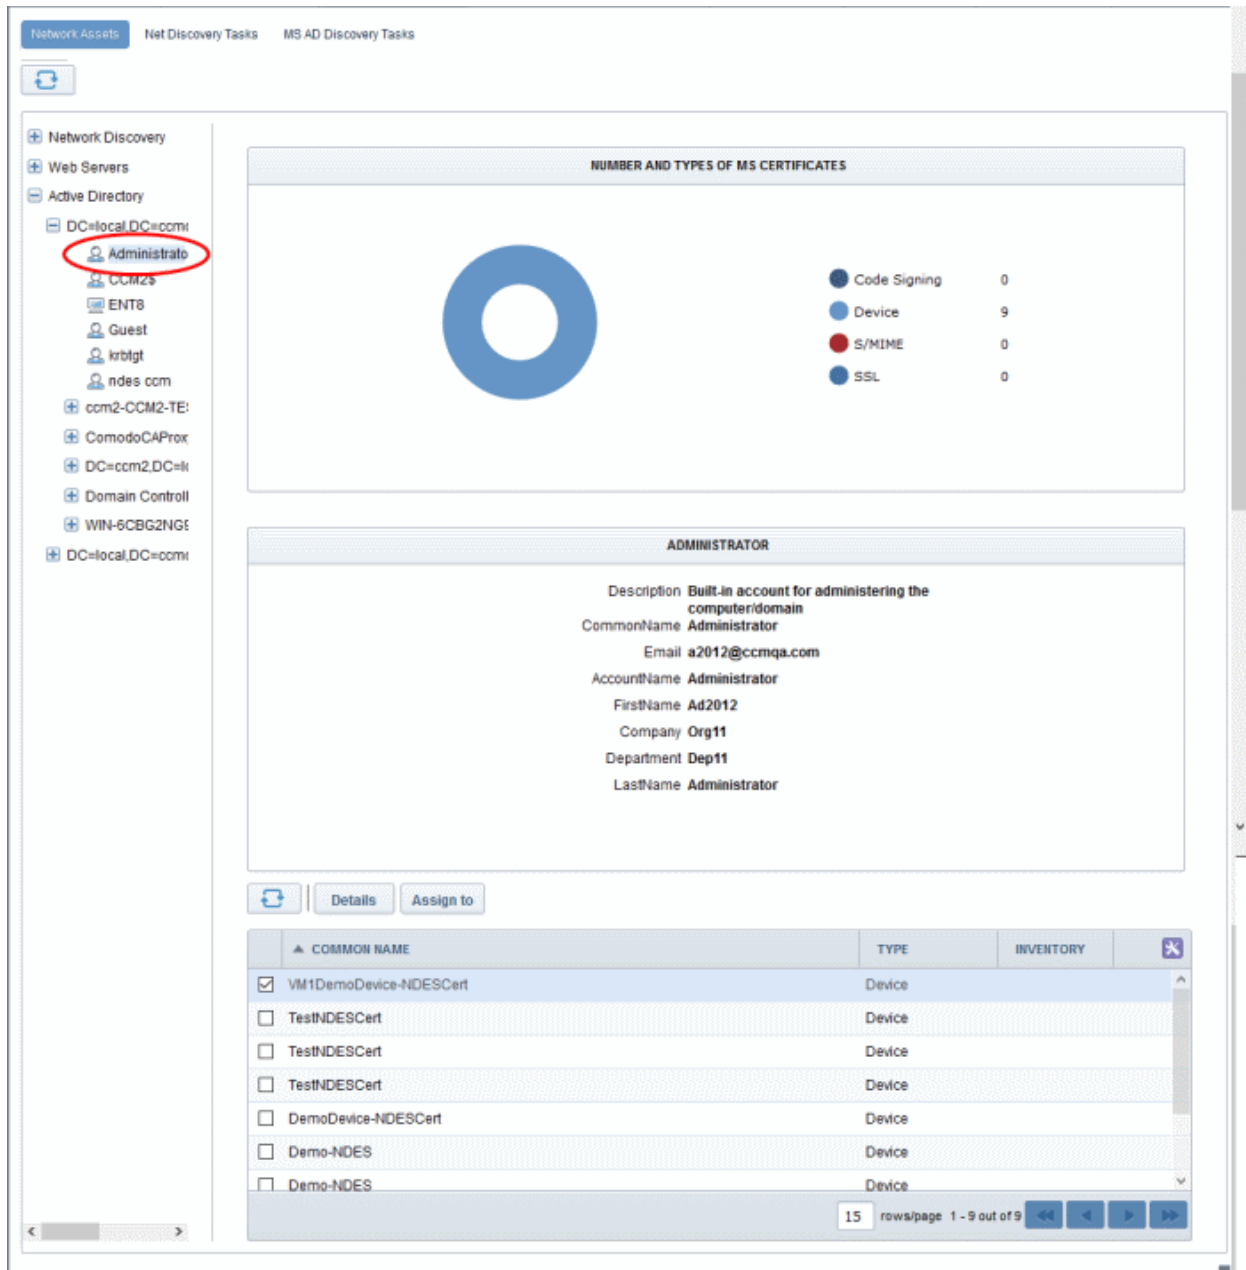 Network Assets Net Discovery Tasks MS AD Discovery Tasks
Network Discovery
Web Servers
Active Directory
DC=local,DC=ccm
Administrato
CCM2$
ENT8
Guest
krbtgt
ndes ccm
ccm2-CCM2-TE
ComodoCAProx
DC=ccm2,DC=l
Domain Controll
WIN-6CBG2NG
DC=local,DC=ccm
NUMBER AND TYPES OF MS CERTIFICATES
Code Signing 0
Device 9
S/MIME 0
SSL 0
ADMINISTRATOR
Description Built-in account for administering the
computer/domain
CommonName Administrator
Email a2012@ccmqa.com
AccountName Administrator
FirstName Ad2012
Company Org11
Department Dep11
LastName Administrator
Details Assign to
COMMON NAME TYPE INVENTORY
VM1DemoDevice-NDESCert Device
TestNDESCert Device
TestNDESCert Device
TestNDESCert Device
DemoDevice-NDESCert Device
Demo-NDES Device
Demo-NDES Device
15 rows/page 1 - 9 out of 9